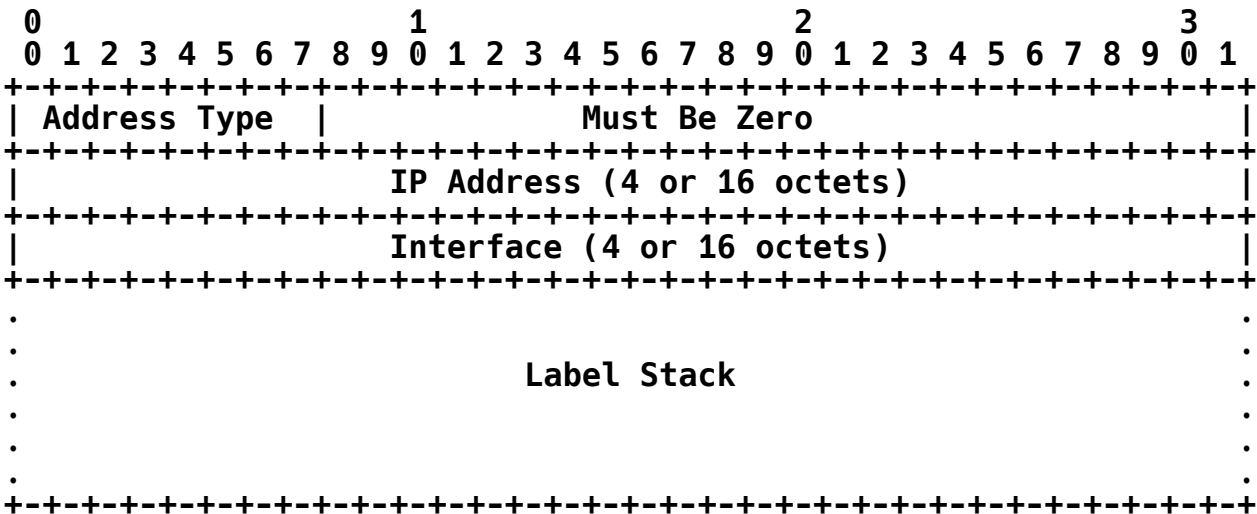 0                   1                   2                   3
 0 1 2 3 4 5 6 7 8 9 0 1 2 3 4 5 6 7 8 9 0 1 2 3 4 5 6 7 8 9 0 1
+-+-+-+-+-+-+-+-+-+-+-+-+-+-+-+-+-+-+-+-+-+-+-+-+-+-+-+-+-+-+-+-+
| Address Type  |             Must Be Zero                      |
+-+-+-+-+-+-+-+-+-+-+-+-+-+-+-+-+-+-+-+-+-+-+-+-+-+-+-+-+-+-+-+-+
|                   IP Address (4 or 16 octets)                 |
+-+-+-+-+-+-+-+-+-+-+-+-+-+-+-+-+-+-+-+-+-+-+-+-+-+-+-+-+-+-+-+-+
|                   Interface (4 or 16 octets)                  |
+-+-+-+-+-+-+-+-+-+-+-+-+-+-+-+-+-+-+-+-+-+-+-+-+-+-+-+-+-+-+-+-+
.                                                               .
.                                                               .
.                          Label Stack                          .
.                                                               .
.                                                               .
.                                                               .
+-+-+-+-+-+-+-+-+-+-+-+-+-+-+-+-+-+-+-+-+-+-+-+-+-+-+-+-+-+-+-+-+